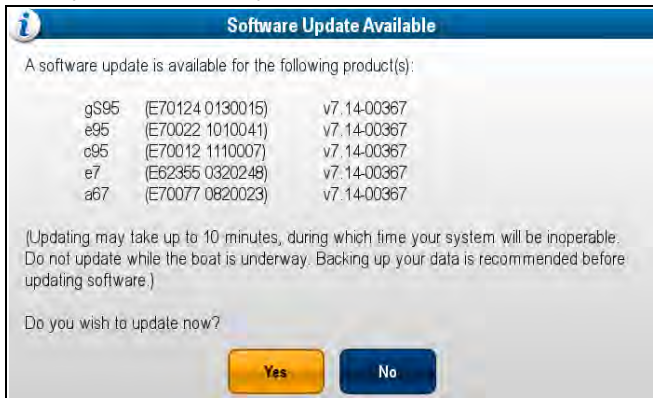 Software Update Available
A software update is available for the following product(s):
gS95 (E70124 0130015) v7.14-00367
e95 (E70022 1010041) v7.14-00367
c95 (E70012 1110007) v7.14-00367
e7 (E62355 0320248) v7.14-00367
a67 (E70077 0820023) v7.14-00367
(Updating may take up to 10 minutes, during which time your system will be inoperable.
Do not update while the boat is underway. Backing up your data is recommended before
updating software.)
Do you wish to update now?
Yes No